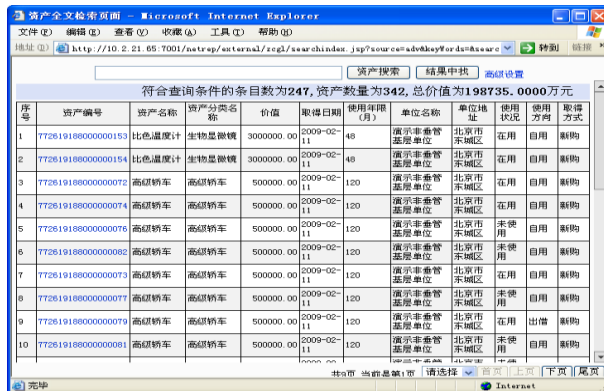 资产全文检索页面 - Microsoft Internet Explorer
文件(F) 编辑(E) 查看(V) 收藏(A) 工具(T) 帮助(H)
地址(D) http://10.2.21.65:7001/netrep/external/zcgl/searchindex.jsp?source=adv&keyWords=&searc 转到 链接 »
资产搜索 结果中找 高级设置
符合查询条件的条目数为247,资产数量为342,总价值为198735.0000万元
序号 资产编号 资产名称 资产分类名称 价值 取得日期 使用年限(月) 单位名称 单位地址 使用状况 使用方向 取得方式
1 772619188000000153 比色温度计 生物显微镜 3000000.00 2009-02-11 48 演示非垂管基层单位 北京市东城区 在用 自用 新购
2 772619188000000154 比色温度计 生物显微镜 3000000.00 2009-02-11 48 演示非垂管基层单位 北京市东城区 在用 自用 新购
3 772619188000000072 高级轿车 高级轿车 500000.00 2009-02-11 120 演示非垂管基层单位 北京市东城区 在用 自用 新购
4 772619188000000074 高级轿车 高级轿车 500000.00 2009-02-11 120 演示非垂管基层单位 北京市东城区 在用 自用 新购
5 772619188000000076 高级轿车 高级轿车 500000.00 2009-02-11 120 演示非垂管基层单位 北京市东城区 未使用 自用 新购
6 772619188000000082 高级轿车 高级轿车 500000.00 2009-02-11 120 演示非垂管基层单位 北京市东城区 未使用 自用 新购
7 772619188000000073 高级轿车 高级轿车 500000.00 2009-02-11 120 演示非垂管基层单位 北京市东城区 在用 自用 新购
8 772619188000000077 高级轿车 高级轿车 500000.00 2009-02-11 120 演示非垂管基层单位 北京市东城区 未使用 自用 新购
9 772619188000000079 高级轿车 高级轿车 500000.00 2009-02-11 120 演示非垂管基层单位 北京市东城区 在用 出借 新购
10 772619188000000081 高级轿车 高级轿车 500000.00 2009-02-11 120 演示非垂管基层单位 北京市东城区 未使用 自用 新购
共9页 当前是第1页 请选择 首页 上页 下页 尾页
完毕 Internet